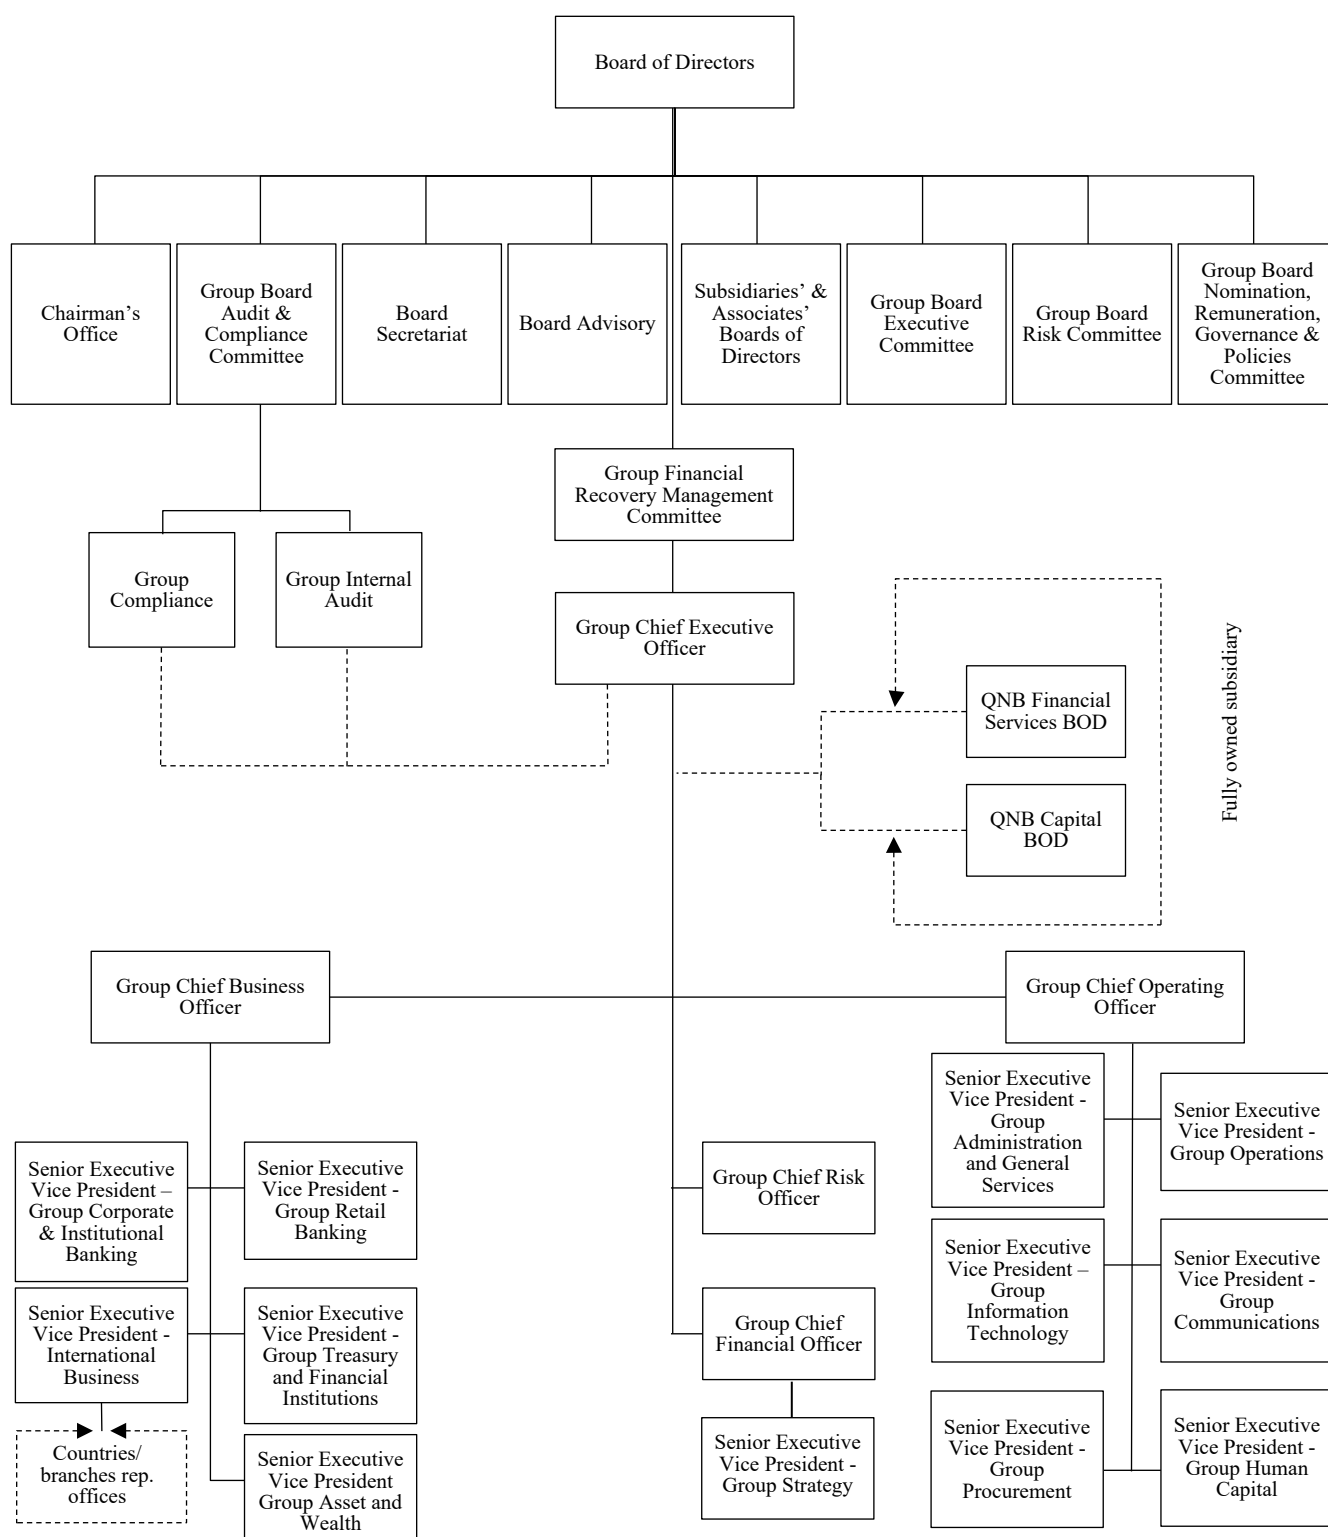 Board of Directors
Chairman’s
Office
Group Board
Audit &
Compliance
Committee
Board
Secretariat
Board Advisory
Subsidiaries’ &
Associates’
Boards of
Directors
Group Board
Executive
Committee
Group Board
Risk Committee
Group Board
Nomination,
Remuneration,
Governance &
Policies
Committee
Group Financial
Recovery Management
Committee
Group
Compliance
Group Internal
Audit
Group Chief Executive
Officer
QNB Financial
Services BOD
QNB Capital
BOD
Fully owned subsidiary
Group Chief Business
Officer
Group Chief Operating
Officer
Senior Executive
Vice President –
Group Corporate
& Institutional
Banking
Senior Executive
Vice President -
Group Retail
Banking
Senior Executive
Vice President -
International
Business
Senior Executive
Vice President -
Group Treasury
and Financial
Institutions
Countries/
branches rep.
offices
Senior Executive
Vice President
Group Asset and
Wealth
Group Chief Risk
Officer
Group Chief
Financial Officer
Senior Executive
Vice President -
Group Strategy
Senior Executive
Vice President -
Group
Administration
and General
Services
Senior Executive
Vice President -
Group Operations
Senior Executive
Vice President –
Group
Information
Technology
Senior Executive
Vice President -
Group
Communications
Senior Executive
Vice President -
Group
Procurement
Senior Executive
Vice President -
Group Human
Capital